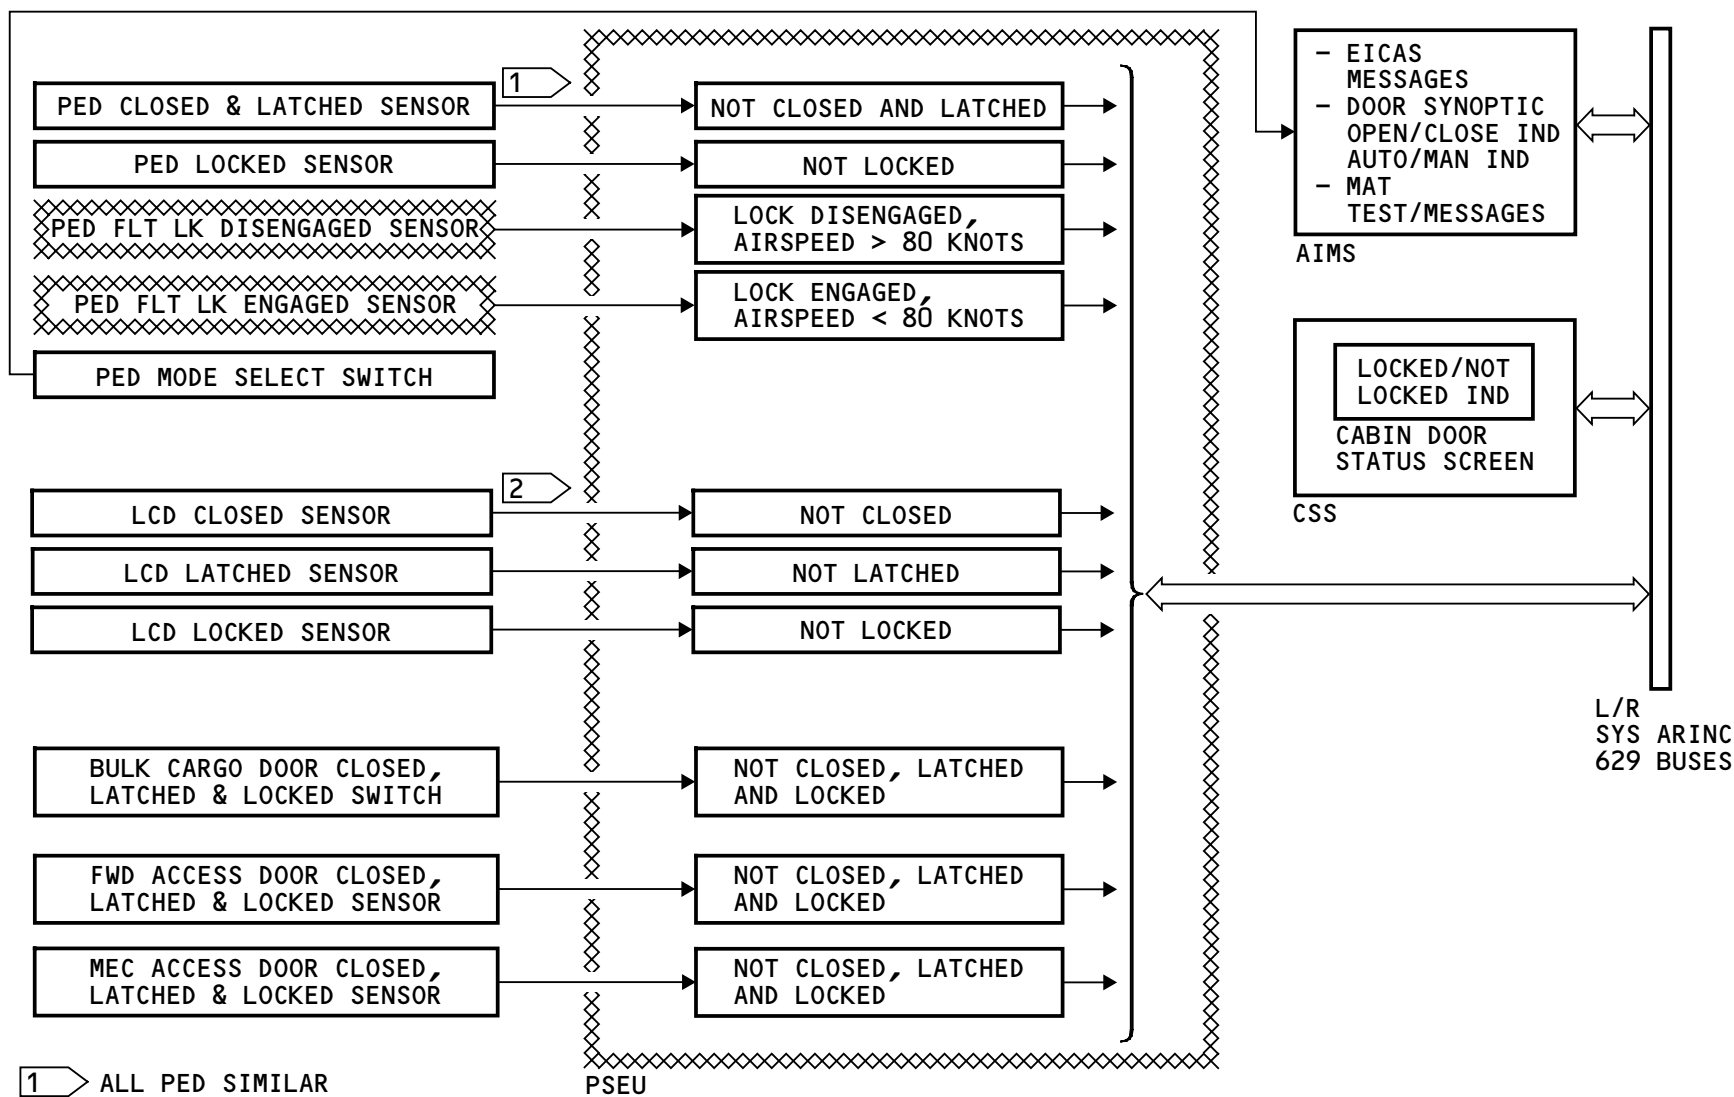 1
PED CLOSED & LATCHED SENSOR
PED LOCKED SENSOR
PED FLT LK DISENGAGED SENSOR
PED FLT LK ENGAGED SENSOR
PED MODE SELECT SWITCH
2
LCD CLOSED SENSOR
LCD LATCHED SENSOR
LCD LOCKED SENSOR
BULK CARGO DOOR CLOSED,
LATCHED & LOCKED SWITCH
FWD ACCESS DOOR CLOSED,
LATCHED & LOCKED SENSOR
MEC ACCESS DOOR CLOSED,
LATCHED & LOCKED SENSOR
1 ALL PED SIMILAR
NOT CLOSED AND LATCHED
NOT LOCKED
LOCK DISENGAGED,
AIRSPEED > 80 KNOTS
LOCK ENGAGED,
AIRSPEED < 80 KNOTS
NOT CLOSED
NOT LATCHED
NOT LOCKED
NOT CLOSED, LATCHED
AND LOCKED
NOT CLOSED, LATCHED
AND LOCKED
NOT CLOSED, LATCHED
AND LOCKED
PSEU
– EICAS
MESSAGES
– DOOR SYNOPTIC
OPEN/CLOSE IND
AUTO/MAN IND
– MAT
TEST/MESSAGES
AIMS
LOCKED/NOT
LOCKED IND
CABIN DOOR
STATUS SCREEN
CSS
L/R
SYS ARINC
629 BUSES